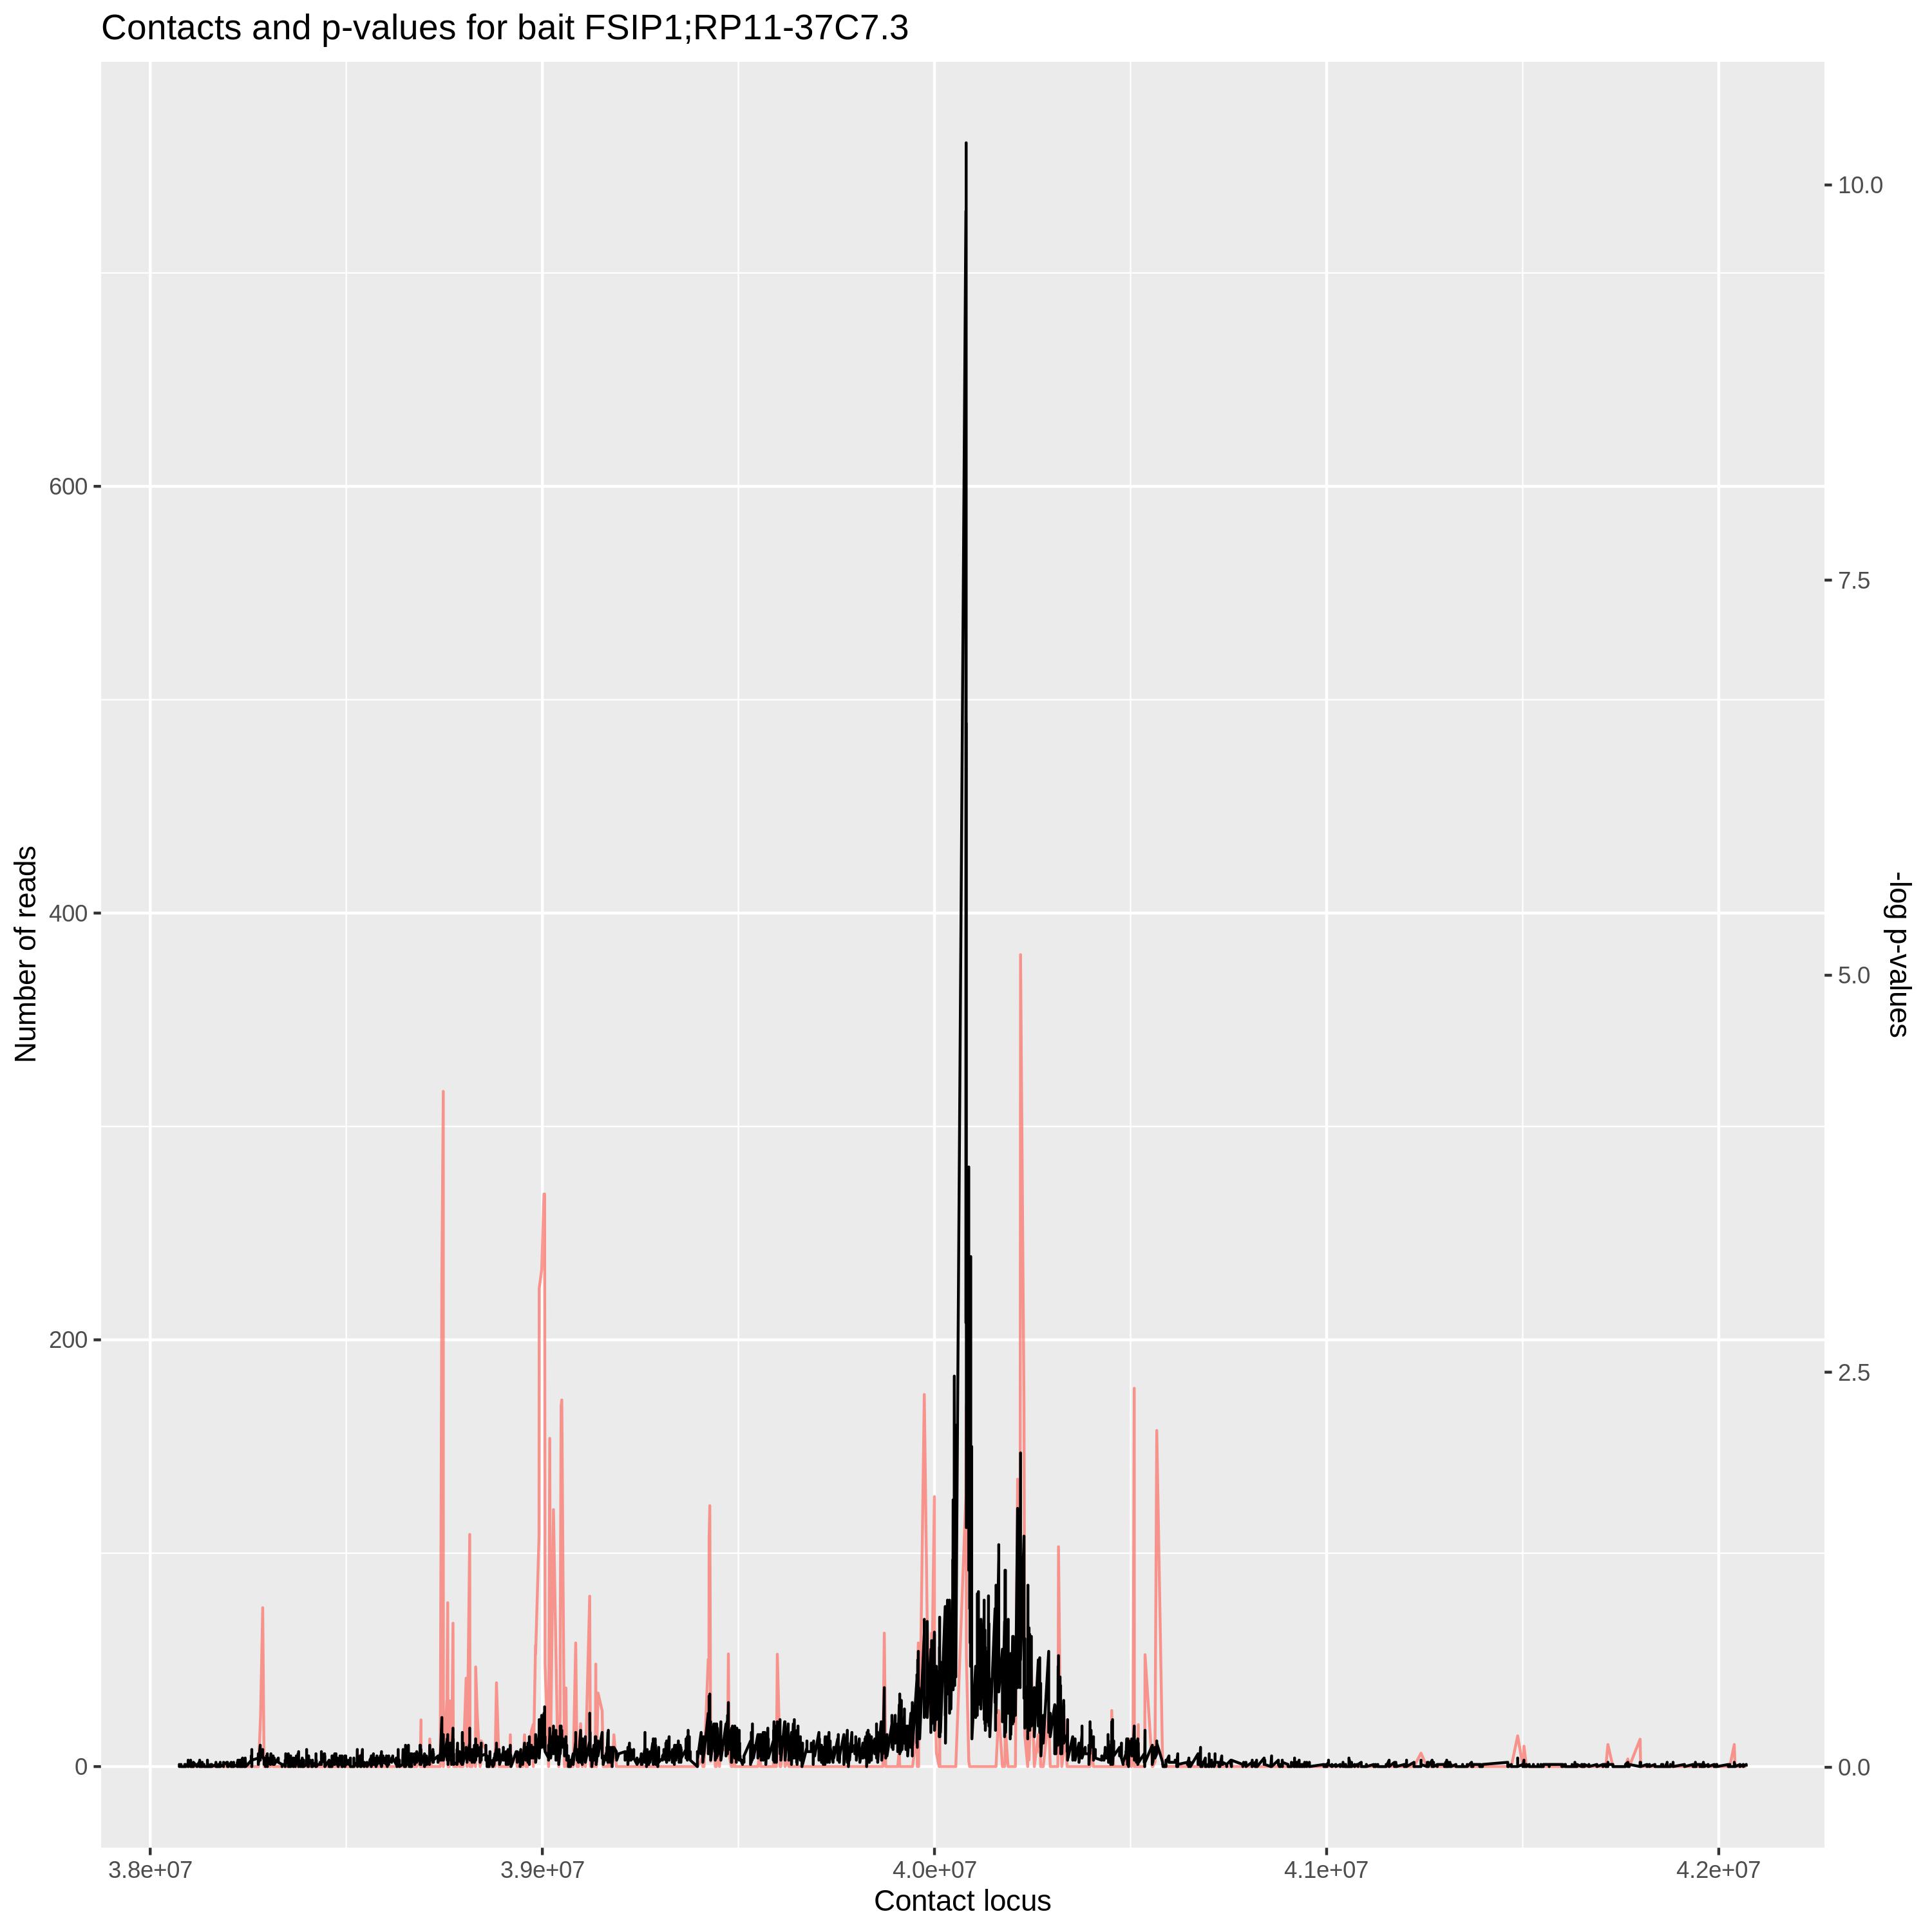 Contacts and p-values for bait FSIP1;RP11-37C7.3
Number of reads
600
400
200
0
10.0
7.5
5.0
2.5
0.0
-log p-values
3.8e+07 3.9e+07 4.0e+07 4.1e+07 4.2e+07
Contact locus